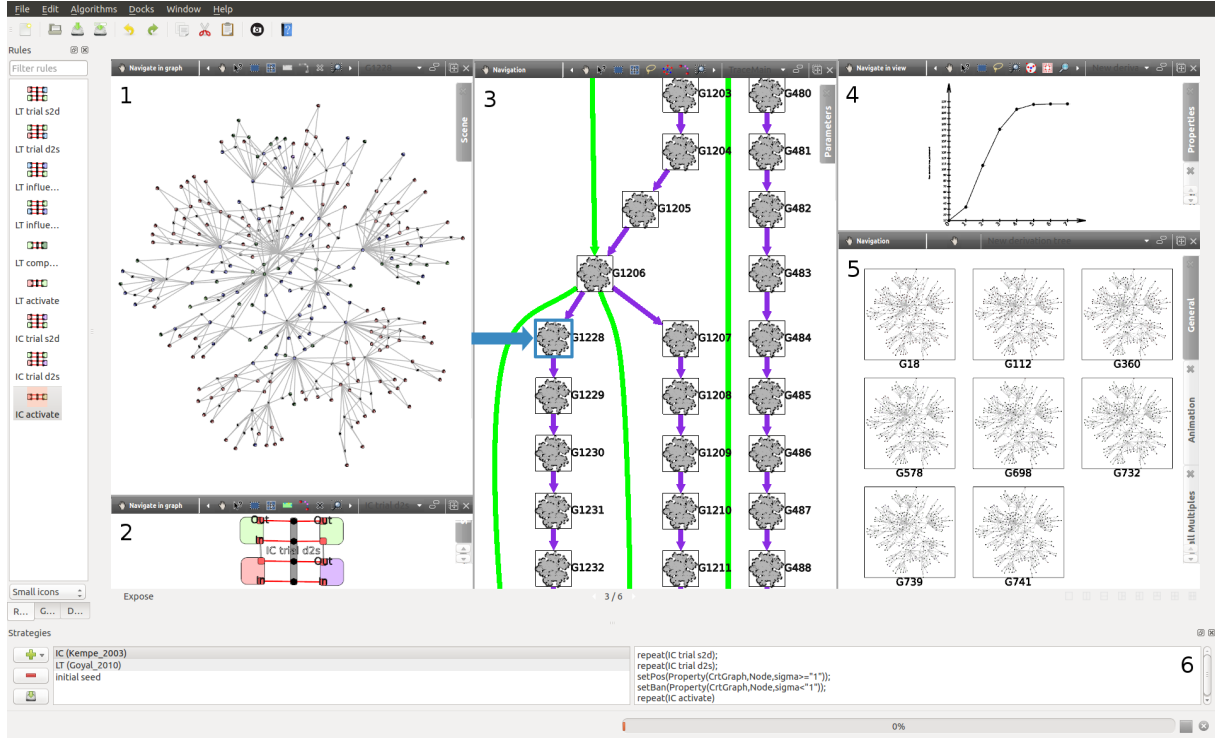 File Edit Algorithms Docks Window Help
Rules
Filter rules
LT trial s2d
LT trial d2s
LT influe...
LT influe...
LT comp...
LT activate
IC trial s2d
IC trial d2s
IC activate
Small icons
R... G... D...
Navigate in graph
G1228
1
Scene
Navigate in graph
IC trial d2s
2
Out Out
In
IC trial d2s
Out
In In
Navigation
3
Parameters
G1203
G1204
G1205
G1206
G1228
G1229
G1230
G1231
G1232
G1207
G1208
G1209
G1210
G1211
G480
G481
G482
G483
G484
G485
G486
G487
G488
Navigate in view
4
Properties
Navigation
5
G18 G112 G360
G578 G698 G732
G739 G741
General
Animation
all Multiples
Expose
3 / 6
Strategies
IC (Kempe_2003)
LT (Goyal_2010)
initial seed
6
repeat(IC trial s2d);
repeat(IC trial d2s);
setPos(Property(CrtGraph,Node,sigma>="1"));
setBan(Property(CrtGraph,Node,sigma<"1"));
repeat(IC activate)
0%